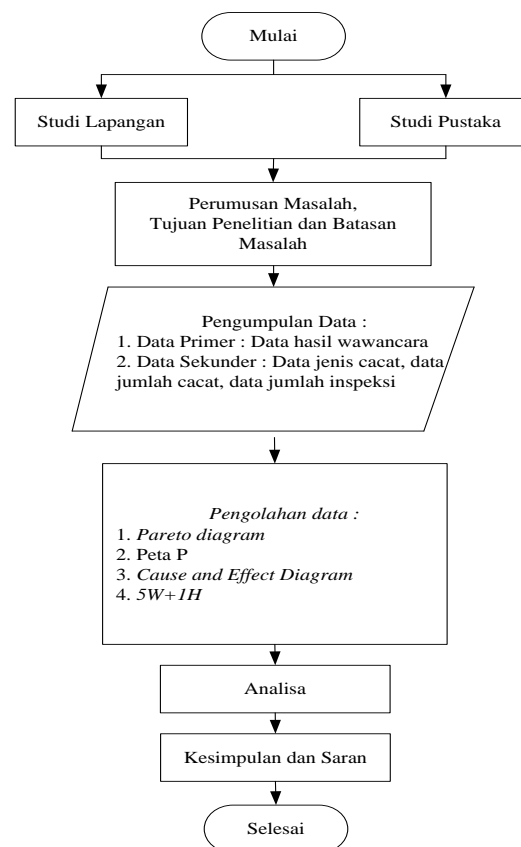 Mulai
Studi Lapangan
Studi Pustaka
Perumusan Masalah,
Tujuan Penelitian dan Batasan
Masalah
Pengumpulan Data :
1. Data Primer : Data hasil wawancara
2. Data Sekunder : Data jenis cacat, data
jumlah cacat, data jumlah inspeksi
Pengolahan data :
1. Pareto diagram
2. Peta P
3. Cause and Effect Diagram
4. 5W+1H
Analisa
Kesimpulan dan Saran
Selesai